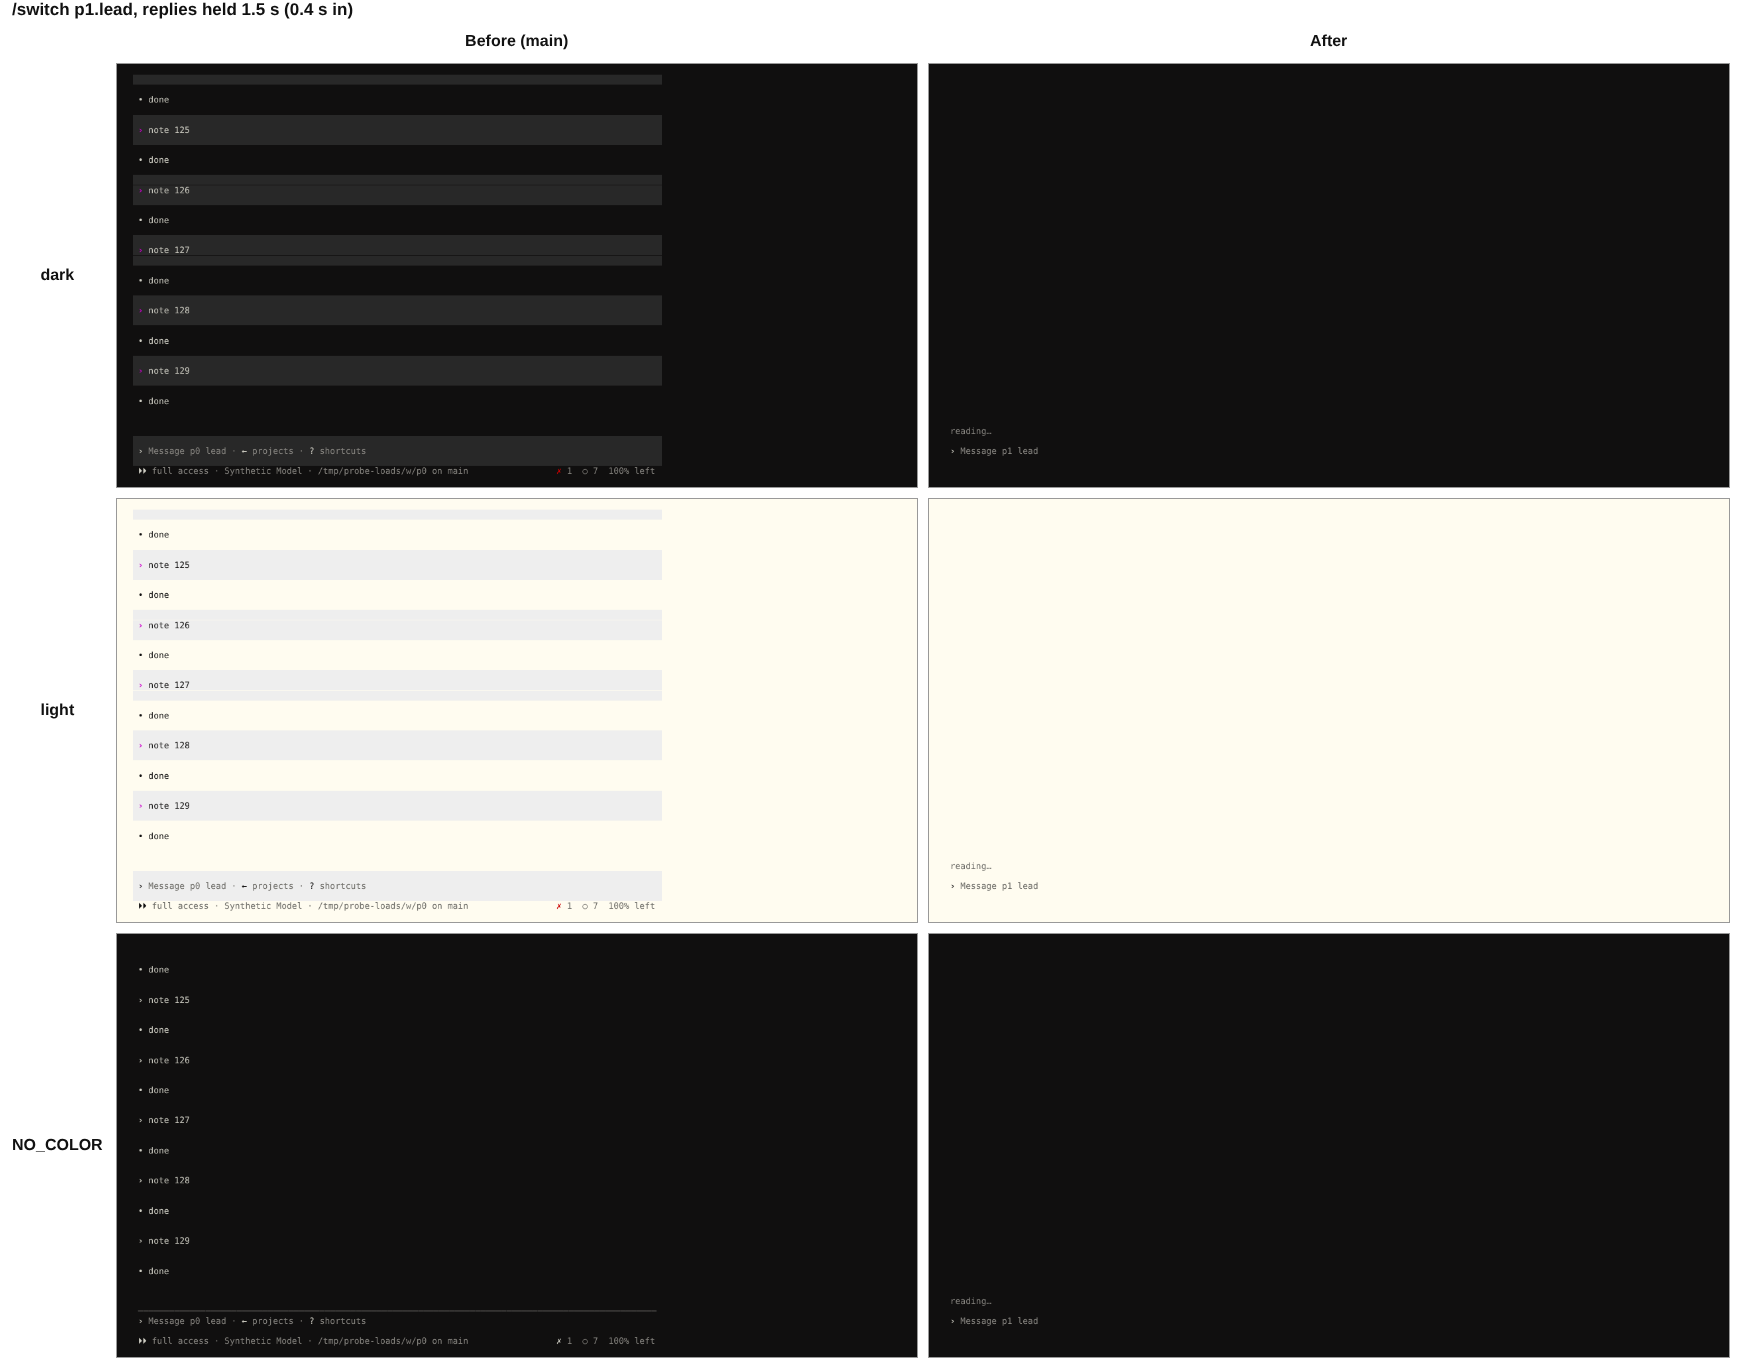 /switch p1.lead, replies held 1.5 s (0.4 s in)
Before (main)
After
dark
• done
› note 125
• done
› note 126
• done
› note 127
• done
› note 128
• done
› note 129
• done
› Message p0 lead · ← projects · ? shortcuts
⏵⏵ full access · Synthetic Model · /tmp/probe-loads/w/p0 on main ✗ 1 ○ 7 100% left
reading…
› Message p1 lead
light
• done
› note 125
• done
› note 126
• done
› note 127
• done
› note 128
• done
› note 129
• done
› Message p0 lead · ← projects · ? shortcuts
⏵⏵ full access · Synthetic Model · /tmp/probe-loads/w/p0 on main ✗ 1 ○ 7 100% left
reading…
› Message p1 lead
NO_COLOR
• done
› note 125
• done
› note 126
• done
› note 127
• done
› note 128
• done
› note 129
• done
› Message p0 lead · ← projects · ? shortcuts
⏵⏵ full access · Synthetic Model · /tmp/probe-loads/w/p0 on main ✗ 1 ○ 7 100% left
reading…
› Message p1 lead